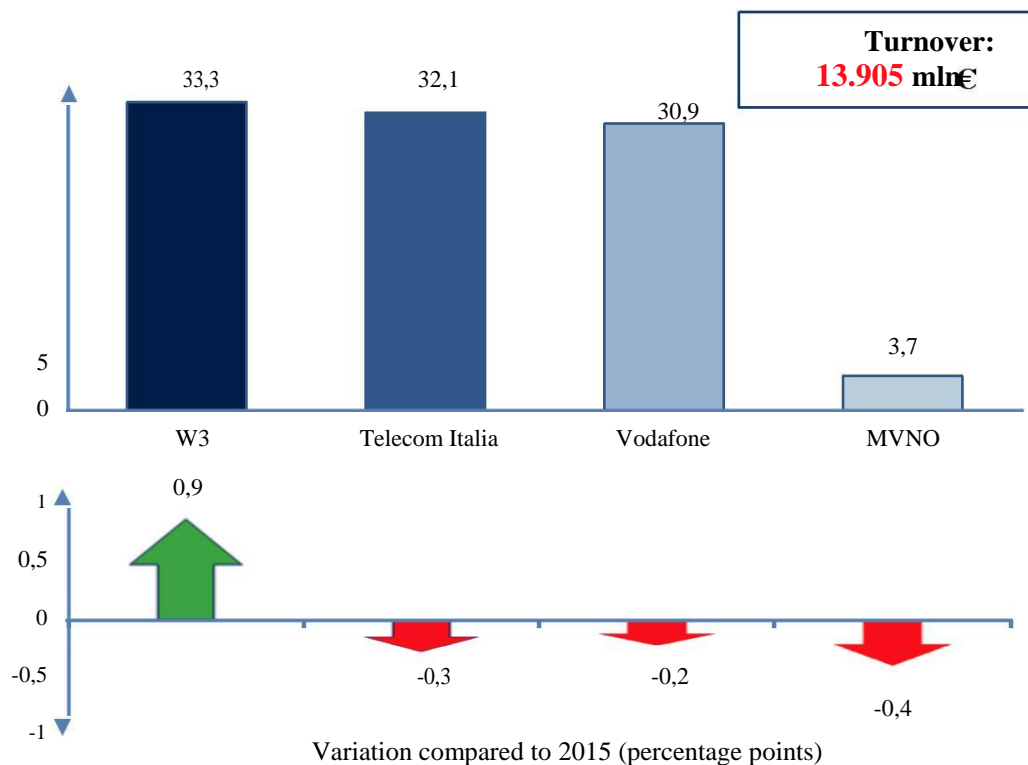 Turnover:
13.905 mln€
33,3
32,1
30,9
3,7
5
0
W3
Telecom Italia
Vodafone
MVNO
0,9
1
0,5
0
-0,5
-1
-0,3
-0,2
-0,4
Variation compared to 2015 (percentage points)